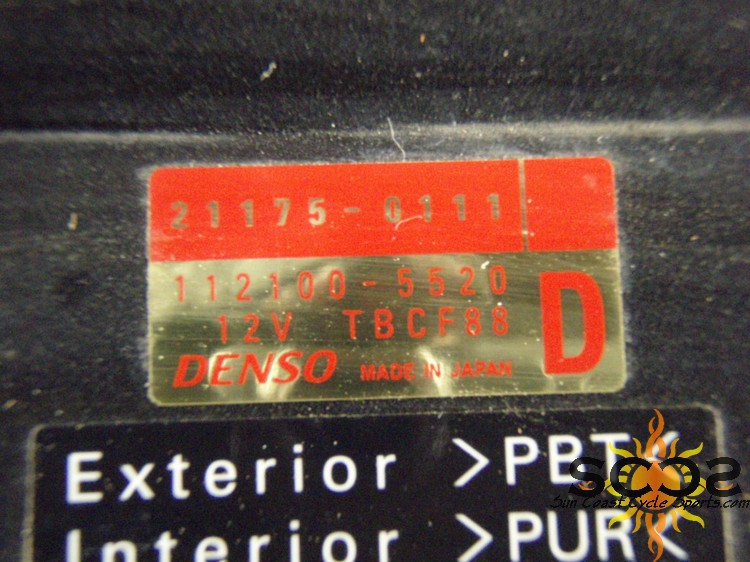 21175-0111
112100-5520
12V TBCF88 D
DENSO MADE IN JAPAN
Exterior >PBT<
Interior >PUR<
SCCS
Sun Coast Cycle Sports.com